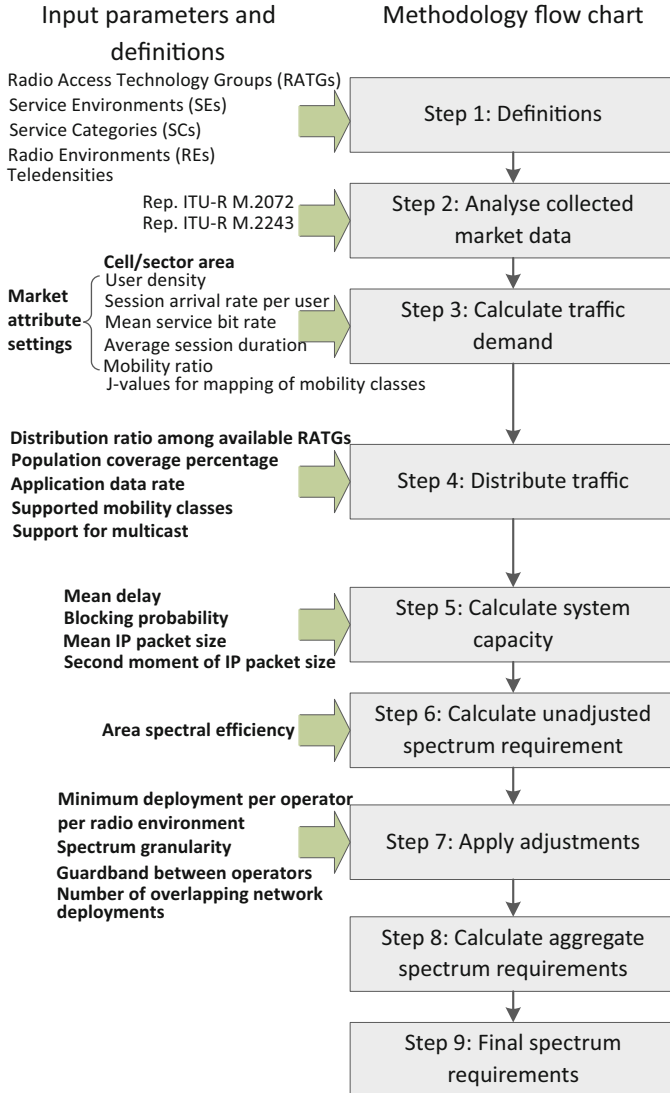 Input parameters and
definitions
Methodology flow chart
Radio Access Technology Groups (RATGs)
Service Environments (SEs)
Service Categories (SCs)
Radio Environments (REs)
Teledensities
Step 1: Definitions
Rep. ITU-R M.2072
Rep. ITU-R M.2243
Step 2: Analyse collected
market data
Cell/sector area
Market
attribute
settings
User density
Session arrival rate per user
Mean service bit rate
Average session duration
Mobility ratio
J-values for mapping of mobility classes
Step 3: Calculate traffic
demand
Distribution ratio among available RATGs
Population coverage percentage
Application data rate
Supported mobility classes
Support for multicast
Step 4: Distribute traffic
Mean delay
Blocking probability
Mean IP packet size
Second moment of IP packet size
Step 5: Calculate system
capacity
Area spectral efficiency
Step 6: Calculate unadjusted
spectrum requirement
Minimum deployment per operator
per radio environment
Spectrum granularity
Guardband between operators
Number of overlapping network
deployments
Step 7: Apply adjustments
Step 8: Calculate aggregate
spectrum requirements
Step 9: Final spectrum
requirements